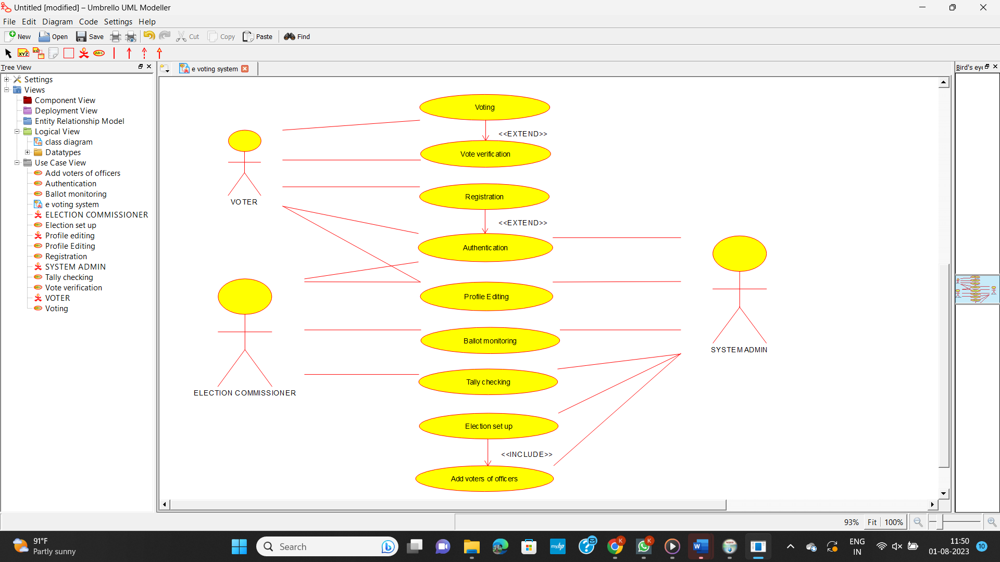 Untitled [modified] – Umbrello UML Modeller
File Edit Diagram Code Settings Help
New Open Save Cut Copy Paste Find
XYZ XYZ ABC
Tree View
e voting system
Bird's eye
Settings
Views
Component View
Deployment View
Entity Relationship Model
Logical View
class diagram
Datatypes
Use Case View
Add voters of officers
Authentication
Ballot monitoring
e voting system
ELECTION COMMISSIONER
Election set up
Profile editing
Profile Editing
Registration
SYSTEM ADMIN
Tally checking
Vote verification
VOTER
Voting
Voting
<<EXTEND>>
Vote verification
VOTER
Registration
<<EXTEND>>
Authentication
Profile Editing
Ballot monitoring
SYSTEM ADMIN
Tally checking
ELECTION COMMISSIONER
Election set up
<<INCLUDE>>
Add voters of officers
93% Fit 100%
91°F
Partly sunny
Search
myhp
K
K
W
ENG
IN
11:50
01-08-2023
10